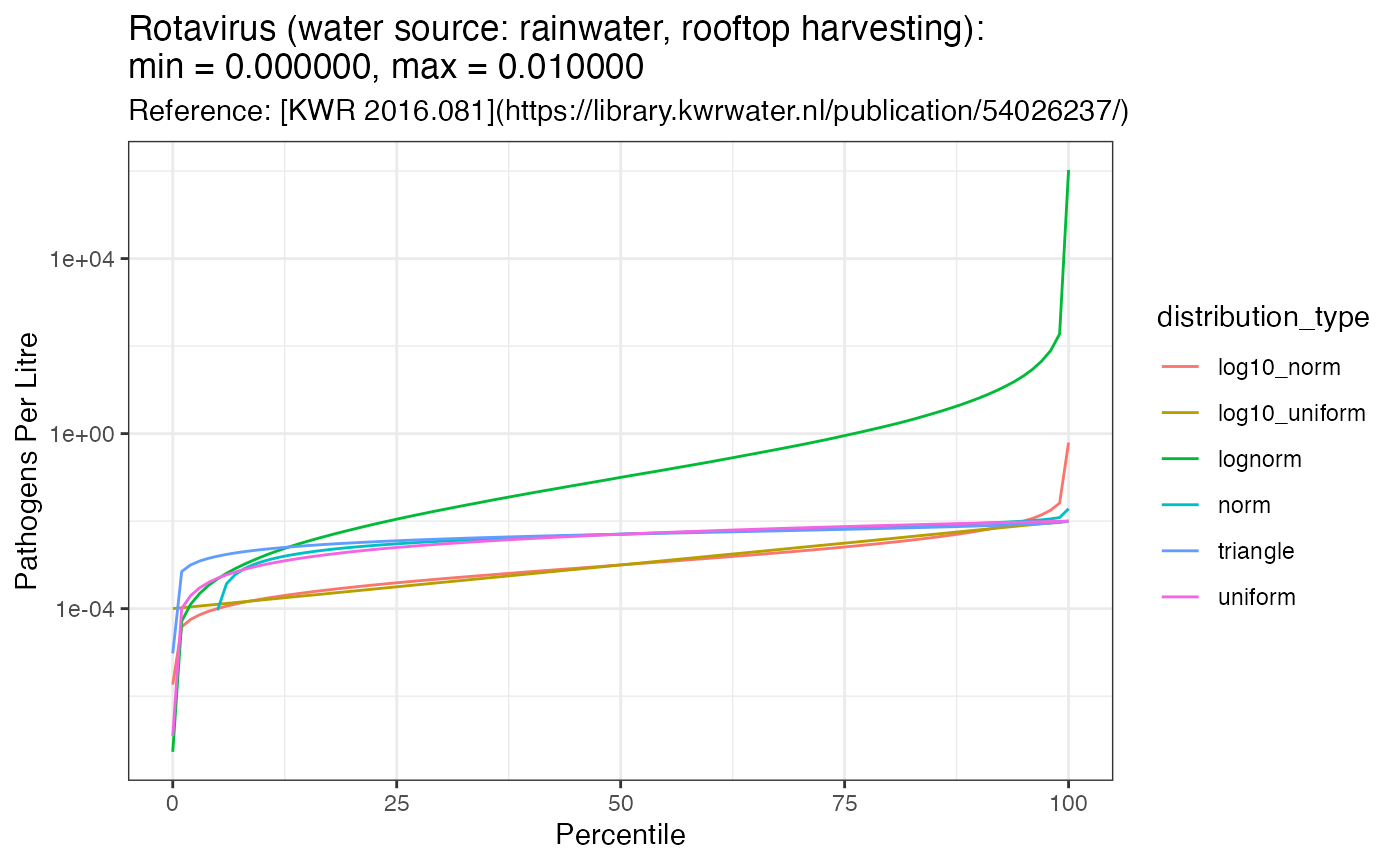 Rotavirus (water source: rainwater, rooftop harvesting):
min = 0.000000, max = 0.010000
Reference: [KWR 2016.081](https://library.kwrwater.nl/publication/54026237/)
Pathogens Per Litre
1e+04
1e+00
1e-04
0
25
50
75
100
Percentile
distribution_type
log10_norm
log10_uniform
lognorm
norm
triangle
uniform